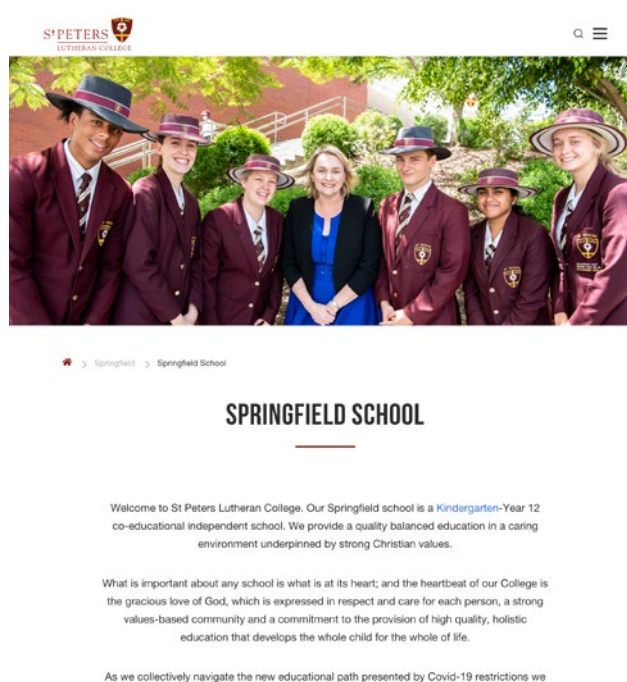 St PETERS
LUTHERAN COLLEGE
Springfield
Springfield School
SPRINGFIELD SCHOOL
Welcome to St Peters Lutheran College. Our Springfield school is a Kindergarten-Year 12
co-educational independent school. We provide a quality balanced education in a caring
environment underpinned by strong Christian values.
What is important about any school is what is at its heart; and the heartbeat of our College is
the gracious love of God, which is expressed in respect and care for each person, a strong
values-based community and a commitment to the provision of high quality, holistic
education that develops the whole child for the whole of life.
As we collectively navigate the new educational path presented by Covid-19 restrictions we